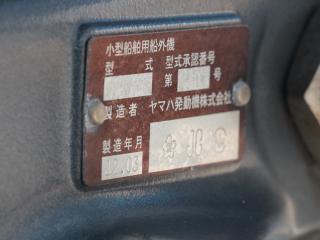 小型船舶用船外機
型 式 型式承認番号
第 号
製造者 ヤマハ発動機株式会社
製造年月
12.03 JG